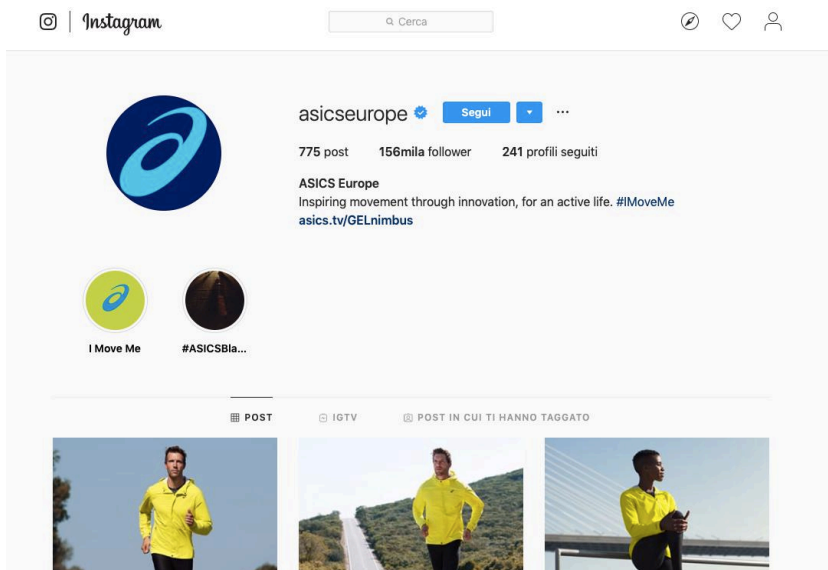 Instagram
Cerca
asicseurope Segui
775 post 156mila follower 241 profili seguiti
ASICS Europe
Inspiring movement through innovation, for an active life. #IMoveMe
asics.tv/GELnimbus
I Move Me #ASICSBla...
POST IGTV POST IN CUI TI HANNO TAGGATO